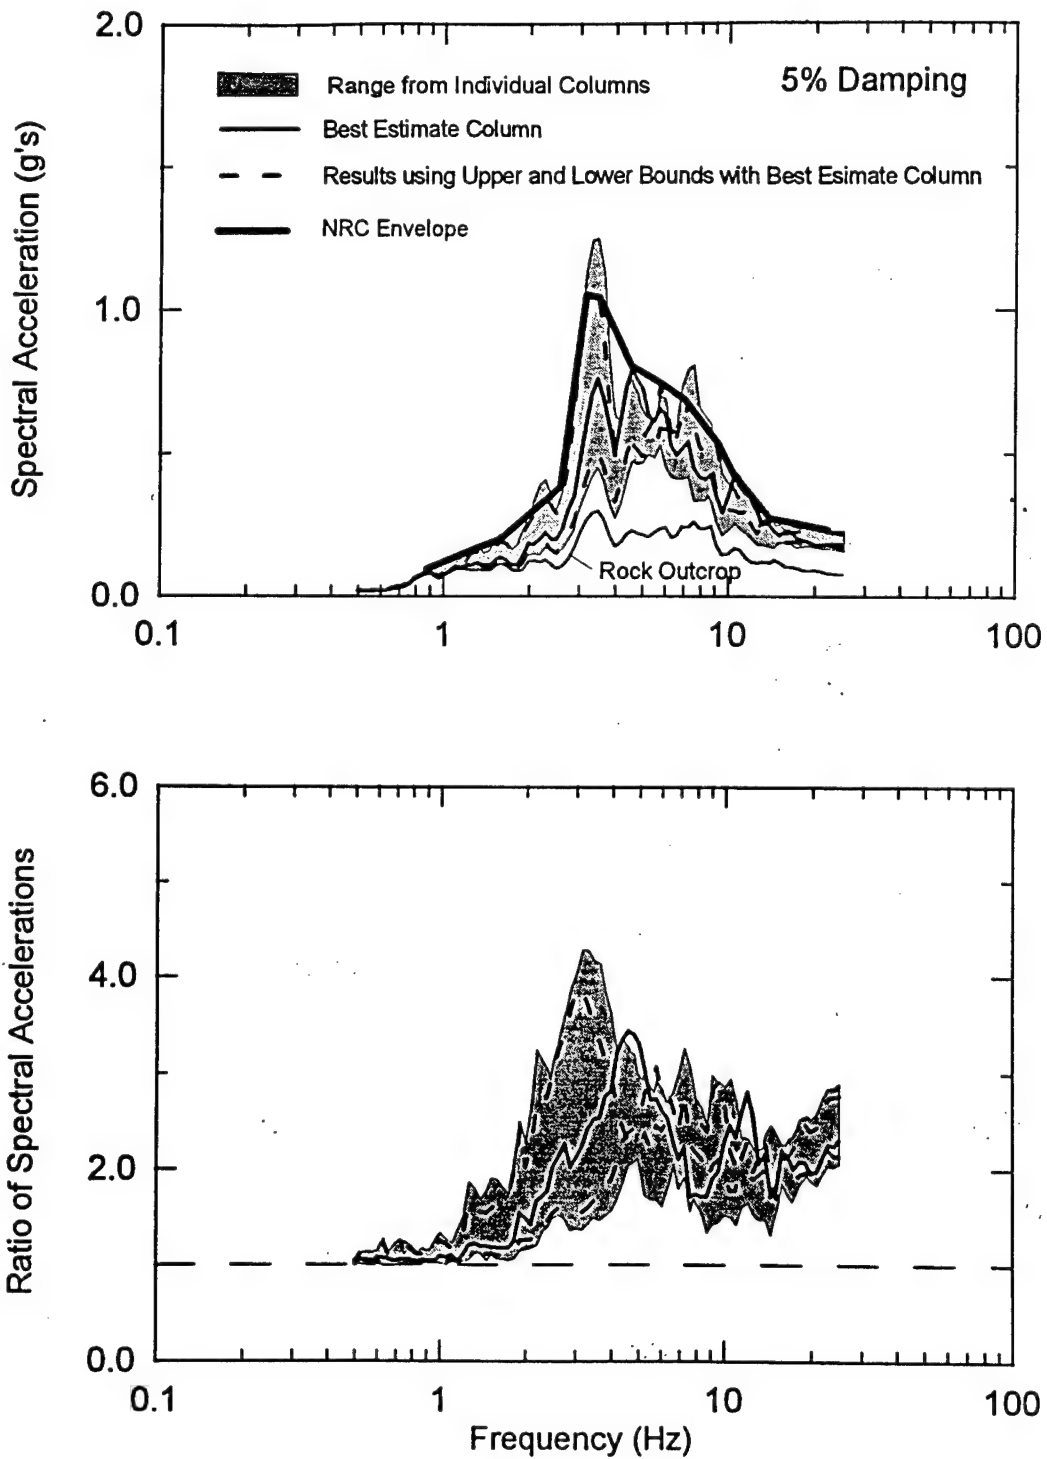 2.0
Range from Individual Columns
5% Damping
Best Estimate Column
Results using Upper and Lower Bounds with Best Esimate Column
NRC Envelope
1.0
Spectral Acceleration (g's)
Rock Outcrop
0.0
0.1 1 10 100
6.0
4.0
Ratio of Spectral Accelerations
2.0
0.0
0.1 1 10 100
Frequency (Hz)